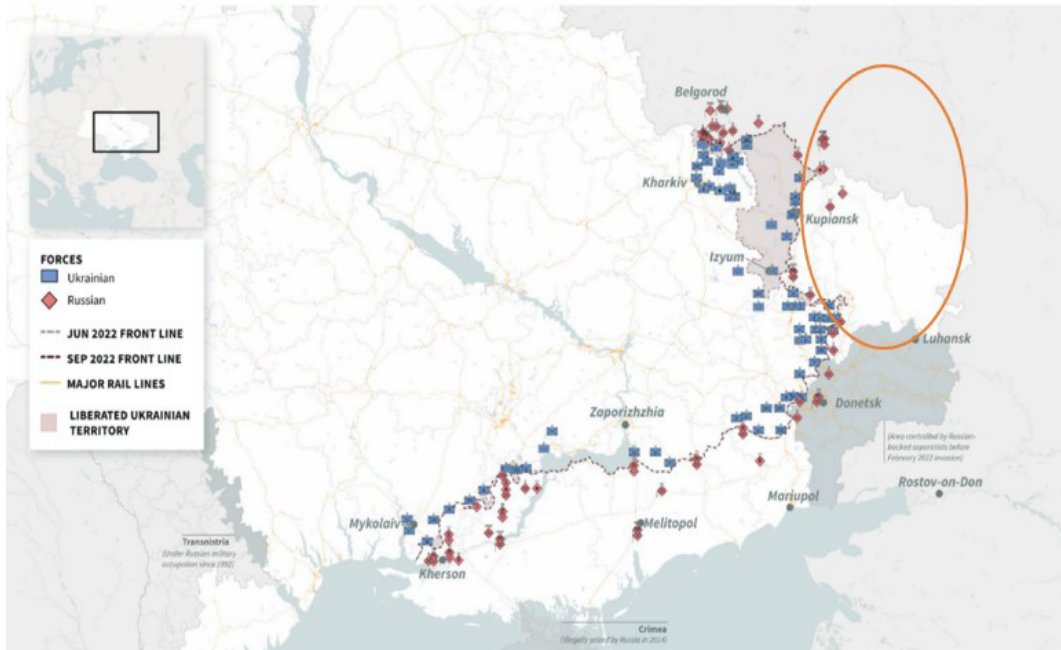 Belgorod
Kharkiv
Kupiansk
Izyum
FORCES
Ukrainian
Russian
JUN 2022 FRONT LINE
SEP 2022 FRONT LINE
MAJOR RAIL LINES
LIBERATED UKRAINIAN
TERRITORY
Luhansk
Zaporizhzhia
Donetsk
(Area controlled by Russian-
backed separatists before
February 2022 invasion)
Rostov-on-Don
Mariupol
Mykolaiv
Melitopol
Transnistria
(Under Russian military
occupation since 1992)
Kherson
Crimea
(Illegally seized by Russia in 2014)